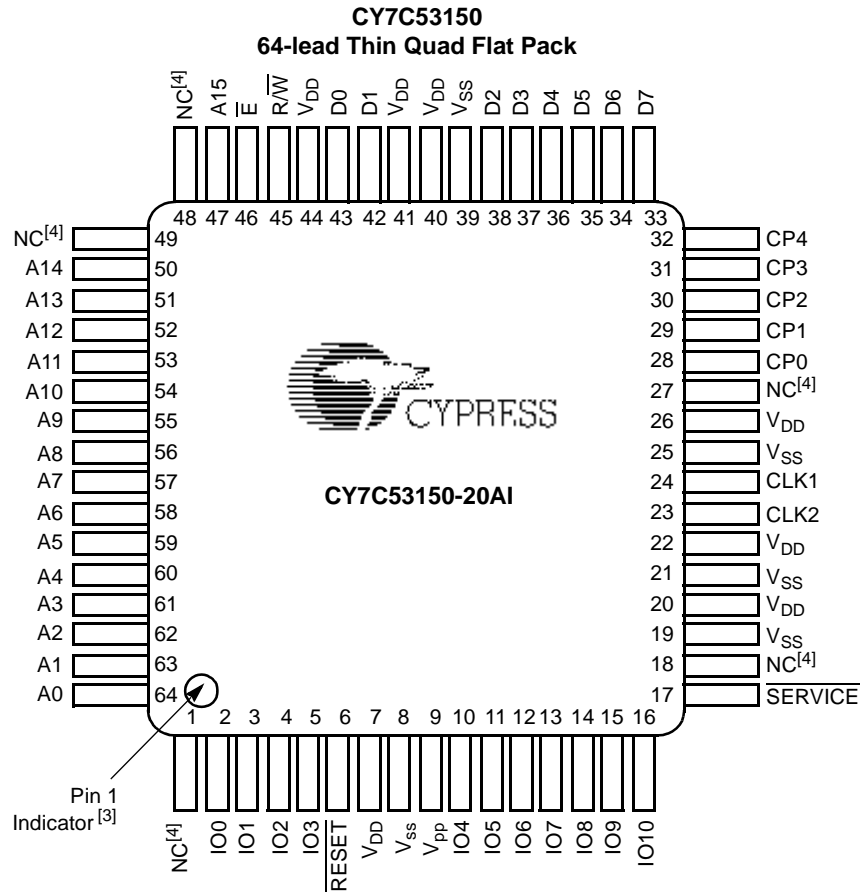 CY7C53150
64-lead Thin Quad Flat Pack
NC[4] A15 E̅ R/W̅ VDD D0 D1 VDD VDD VSS D2 D3 D4 D5 D6 D7
48 47 46 45 44 43 42 41 40 39 38 37 36 35 34 33
NC[4] 49 32 CP4
A14 50 31 CP3
A13 51 30 CP2
A12 52 29 CP1
A11 53 28 CP0
A10 54 27 NC[4]
A9 55 26 VDD
A8 56 25 VSS
A7 57 24 CLK1
A6 58 23 CLK2
A5 59 22 VDD
A4 60 21 VSS
A3 61 20 VDD
A2 62 19 VSS
A1 63 18 NC[4]
A0 64 17 SERVICE
CYPRESS
CY7C53150-20AI
1 2 3 4 5 6 7 8 9 10 11 12 13 14 15 16
NC[4] IO0 IO1 IO2 IO3 RESET VDD Vss Vpp IO4 IO5 IO6 IO7 IO8 IO9 IO10
Pin 1
Indicator [3]